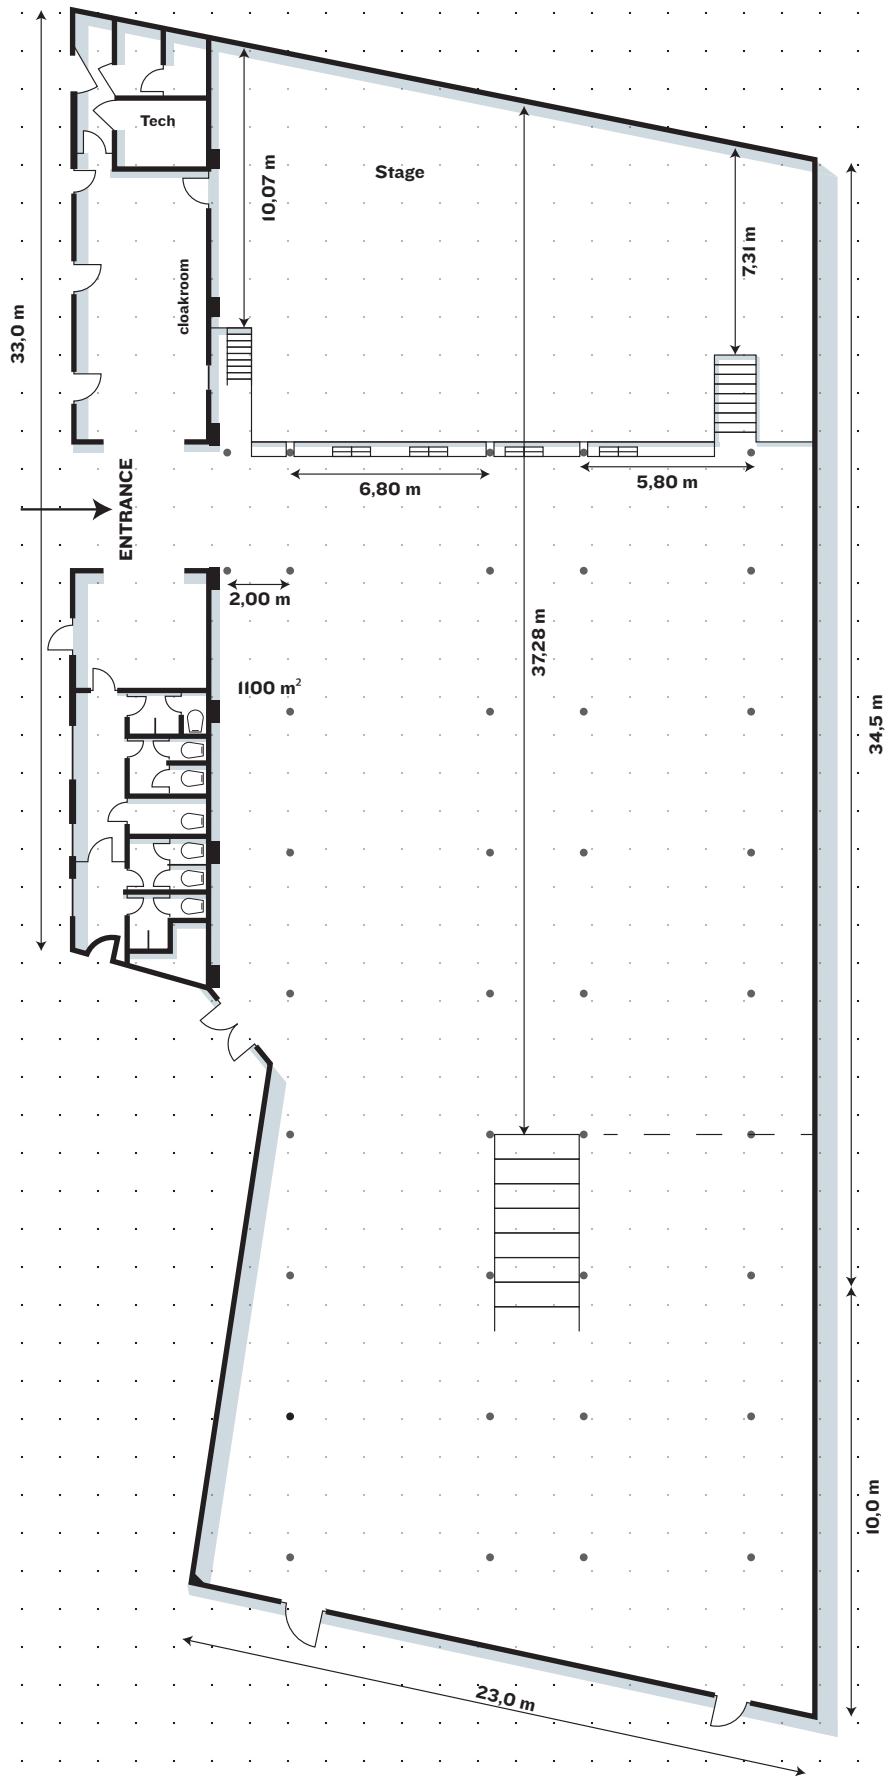 Tech
Stage
10,07 m
7,31 m
cloakroom
33,0 m
ENTRANCE
6,80 m
5,80 m
2,00 m
37,28 m
1100 m²
34,5 m
10,0 m
23,0 m